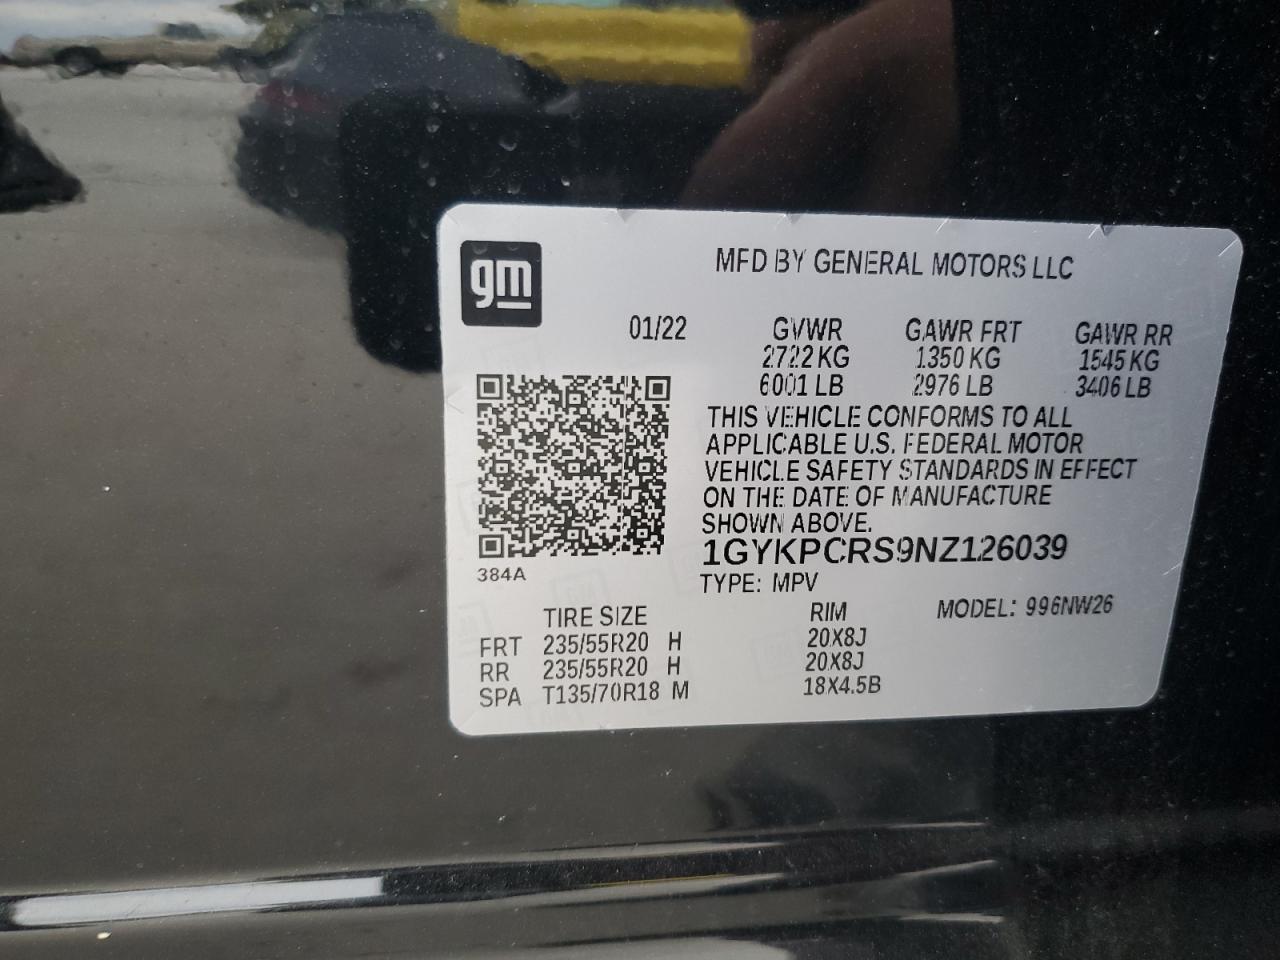 gm
MFD BY GENERAL MOTORS LLC
01/22 GVWR GAWR FRT GAWR RR
2722 KG 1350 KG 1545 KG
6001 LB 2976 LB 3406 LB
THIS VEHICLE CONFORMS TO ALL
APPLICABLE U.S. FEDERAL MOTOR
VEHICLE SAFETY STANDARDS IN EFFECT
ON THE DATE OF MANUFACTURE
SHOWN ABOVE.
1GYKPCRS9NZ126039
384A
TYPE: MPV
TIRE SIZE RIM MODEL: 996NW26
FRT 235/55R20 H 20X8J
RR 235/55R20 H 20X8J
SPA T135/70R18 M 18X4.5B